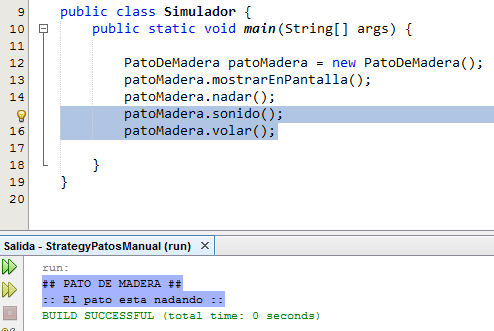 9 public class Simulador {
10 public static void main(String[] args) {
11
12 PatoDeMadera patoMadera = new PatoDeMadera();
13 patoMadera.mostrarEnPantalla();
14 patoMadera.nadar();
patoMadera.sonido();
16 patoMadera.volar();
17
18 }
19 }
20
Salida - StrategyPatosManual (run) X
run:
## PATO DE MADERA ##
:: El pato esta nadando ::
BUILD SUCCESSFUL (total time: 0 seconds)